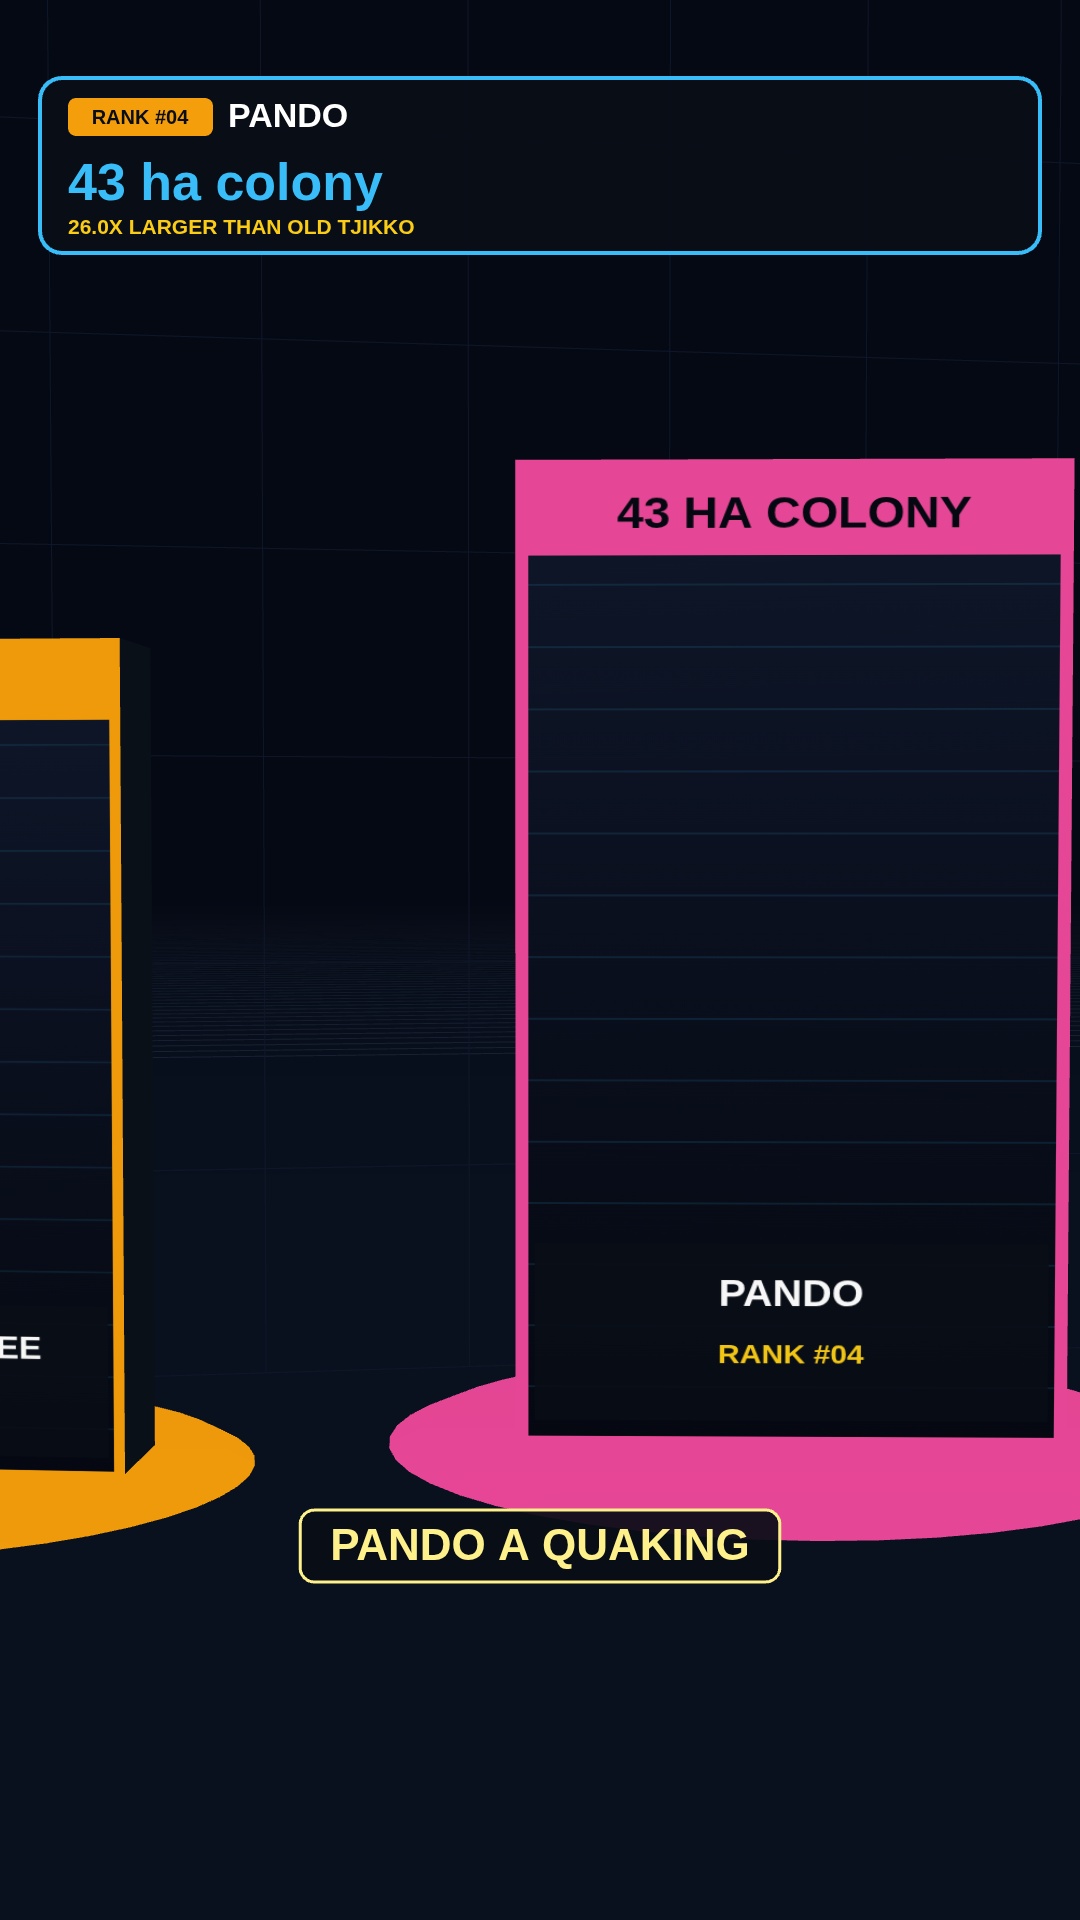 RANK #04 PANDO
43 ha colony
26.0X LARGER THAN OLD TJIKKO
43 HA COLONY
EE
PANDO
RANK #04
PANDO A QUAKING